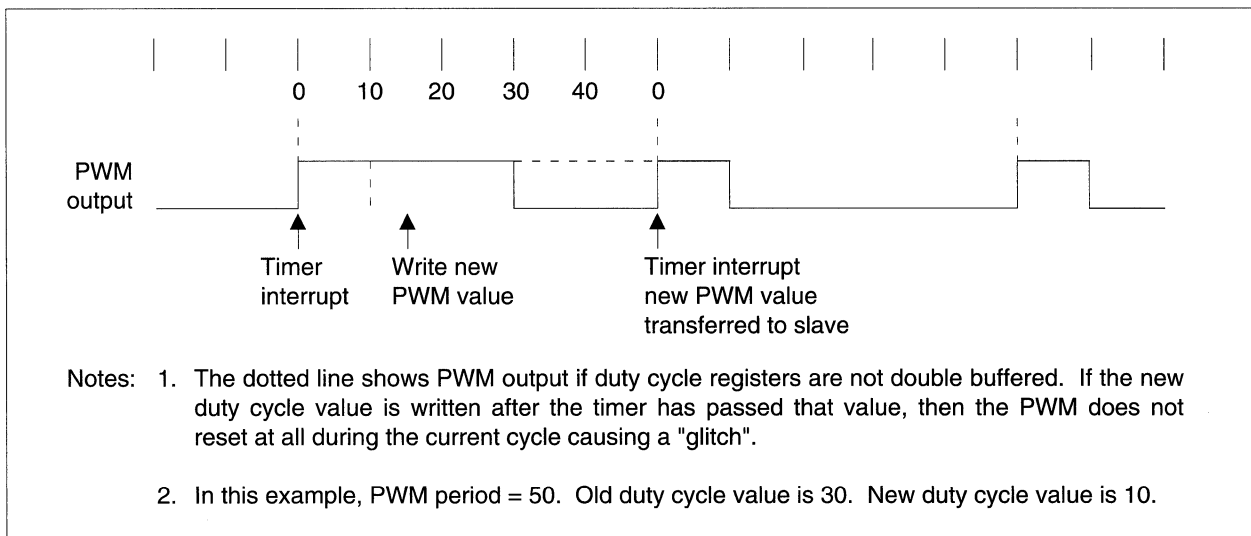 0 10 20 30 40 0
PWM
output
Timer
interrupt
Write new
PWM value
Timer interrupt
new PWM value
transferred to slave
Notes: 1. The dotted line shows PWM output if duty cycle registers are not double buffered. If the new
duty cycle value is written after the timer has passed that value, then the PWM does not
reset at all during the current cycle causing a "glitch".
2. In this example, PWM period = 50. Old duty cycle value is 30. New duty cycle value is 10.